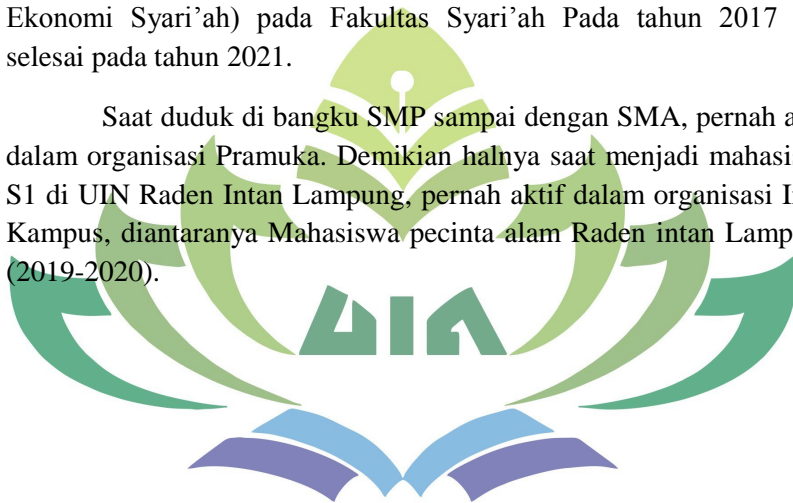 Ekonomi Syari’ah) pada Fakultas Syari’ah Pada tahun 2017
selesai pada tahun 2021.
Saat duduk di bangku SMP sampai dengan SMA, pernah a
dalam organisasi Pramuka. Demikian halnya saat menjadi mahasi
S1 di UIN Raden Intan Lampung, pernah aktif dalam organisasi I
Kampus, diantaranya Mahasiswa pecinta alam Raden intan Lamp
(2019-2020).
UIN